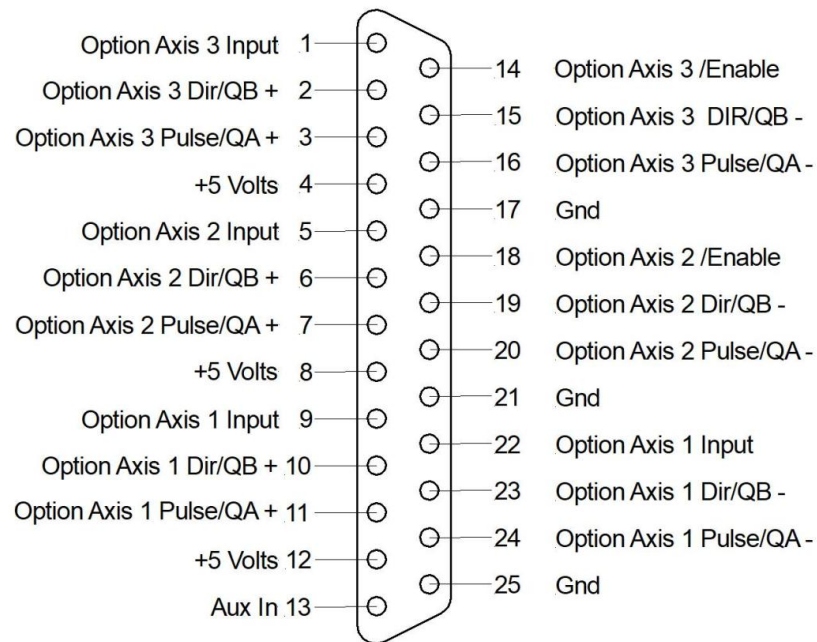 Option Axis 3 Input 1
Option Axis 3 Dir/QB + 2
Option Axis 3 Pulse/QA + 3
+5 Volts 4
Option Axis 2 Input 5
Option Axis 2 Dir/QB + 6
Option Axis 2 Pulse/QA + 7
+5 Volts 8
Option Axis 1 Input 9
Option Axis 1 Dir/QB + 10
Option Axis 1 Pulse/QA + 11
+5 Volts 12
Aux In 13
14 Option Axis 3 /Enable
15 Option Axis 3 DIR/QB -
16 Option Axis 3 Pulse/QA -
17 Gnd
18 Option Axis 2 /Enable
19 Option Axis 2 Dir/QB -
20 Option Axis 2 Pulse/QA -
21 Gnd
22 Option Axis 1 Input
23 Option Axis 1 Dir/QB -
24 Option Axis 1 Pulse/QA -
25 Gnd